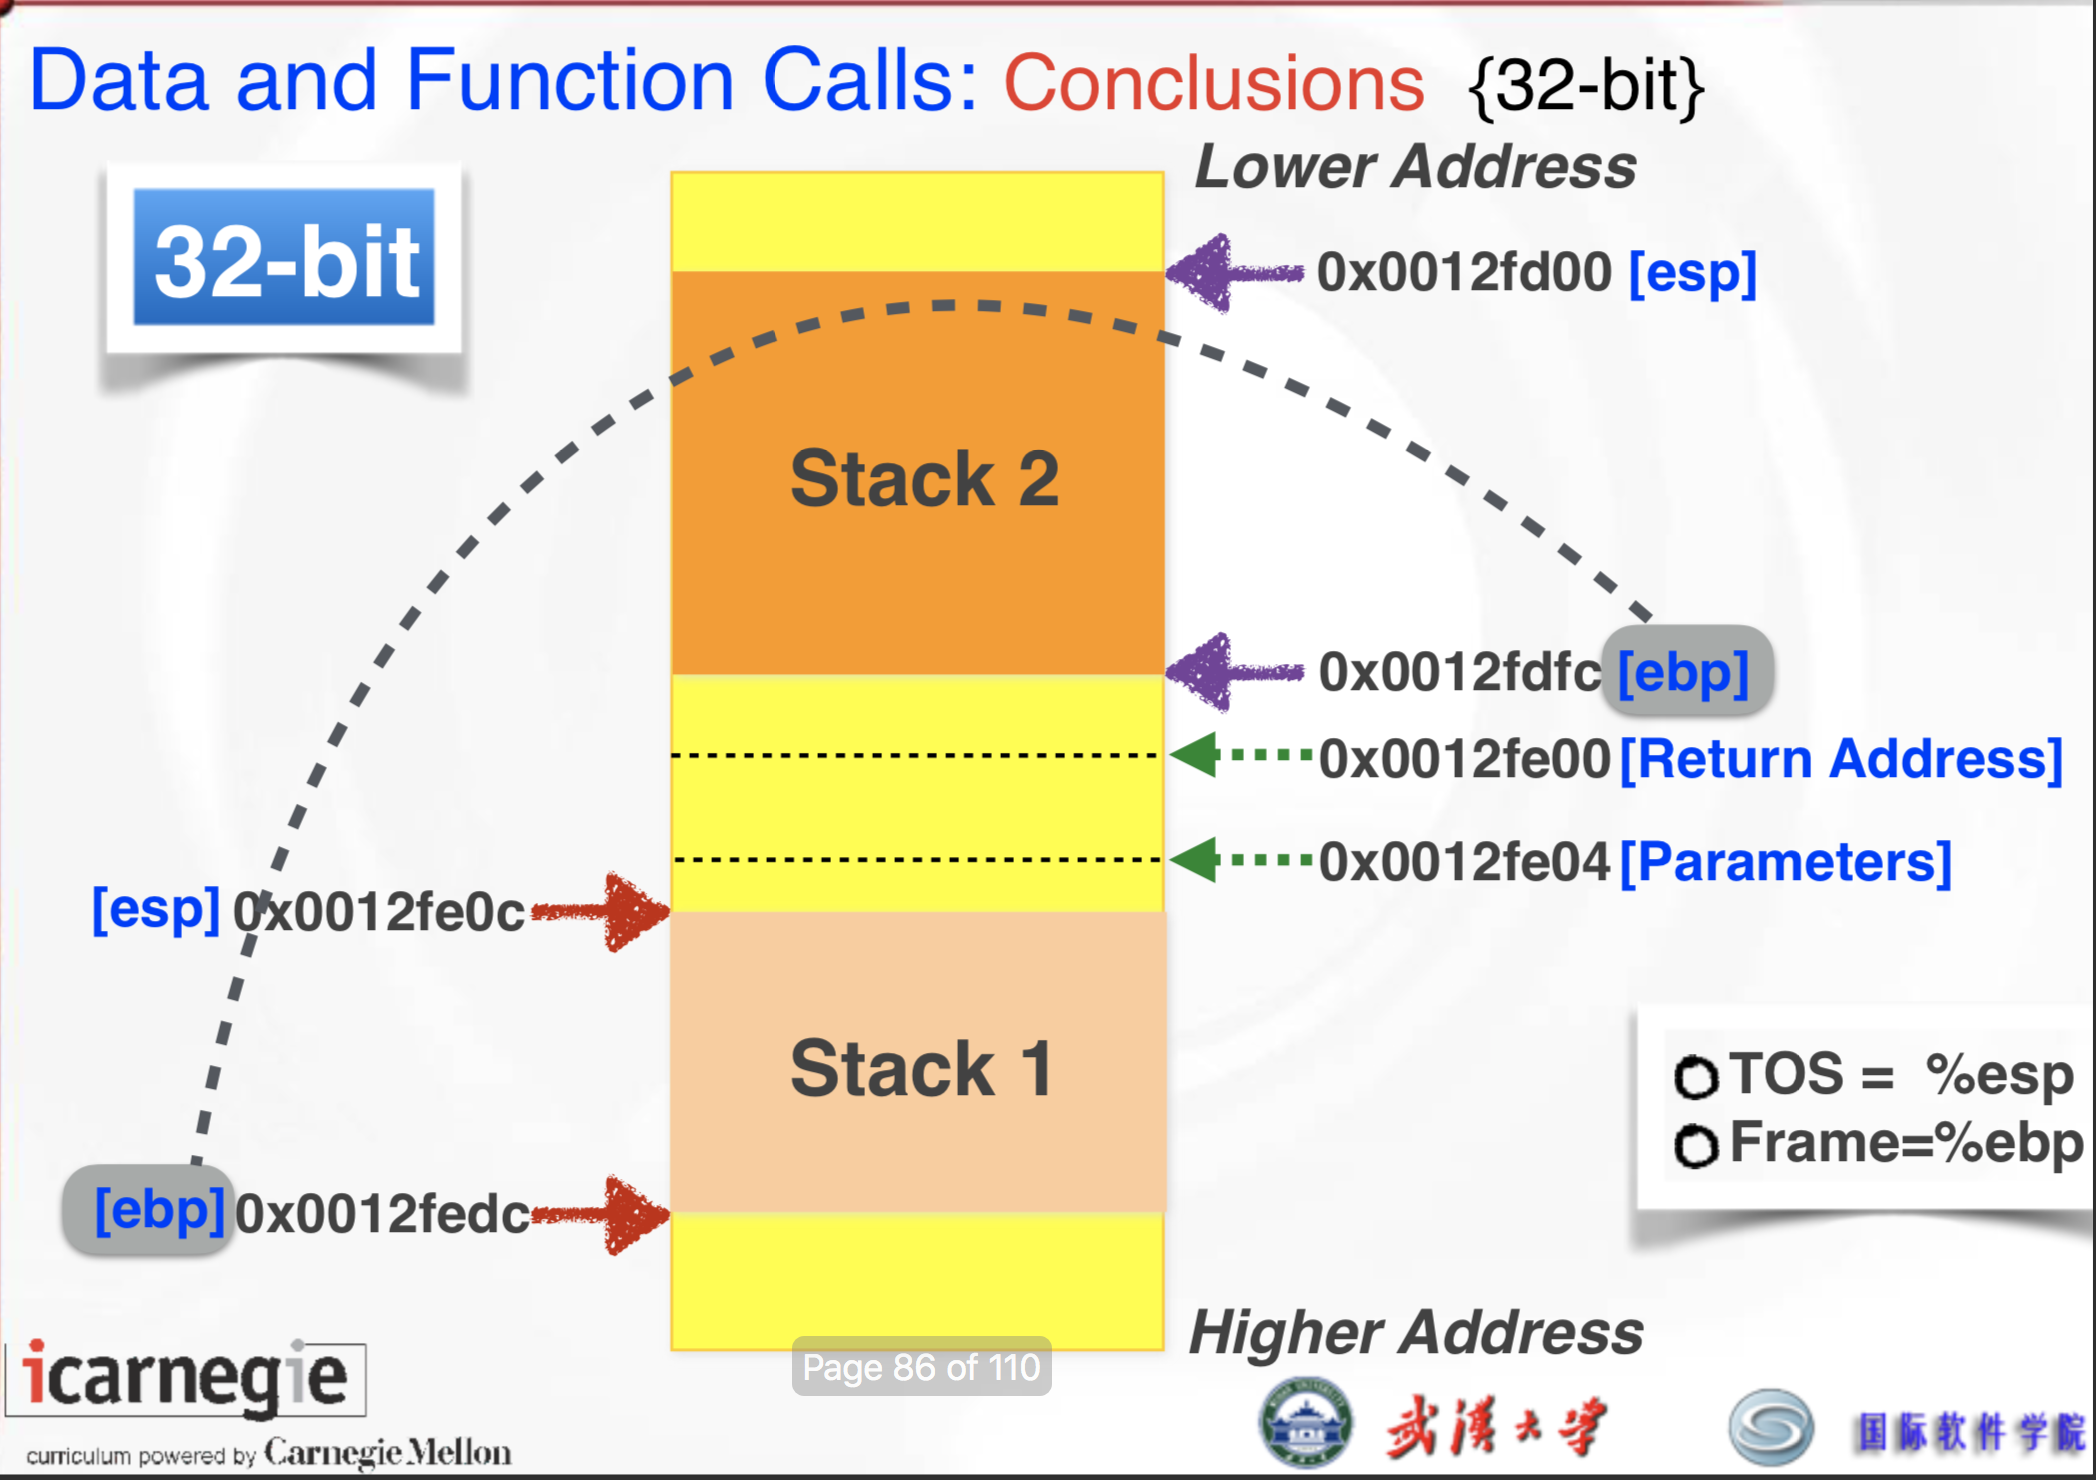 Data and Function Calls: Conclusions {32-bit}
Lower Address
32-bit
0x0012fd00 [esp]
Stack 2
0x0012fdfc [ebp]
0x0012fe00 [Return Address]
0x0012fe04 [Parameters]
[esp] 0x0012fe0c
Stack 1
TOS = %esp
Frame=%ebp
[ebp] 0x0012fedc
Higher Address
Page 86 of 110
icarnegie
curriculum powered by Carnegie Mellon
武漢大学
国际软件学院